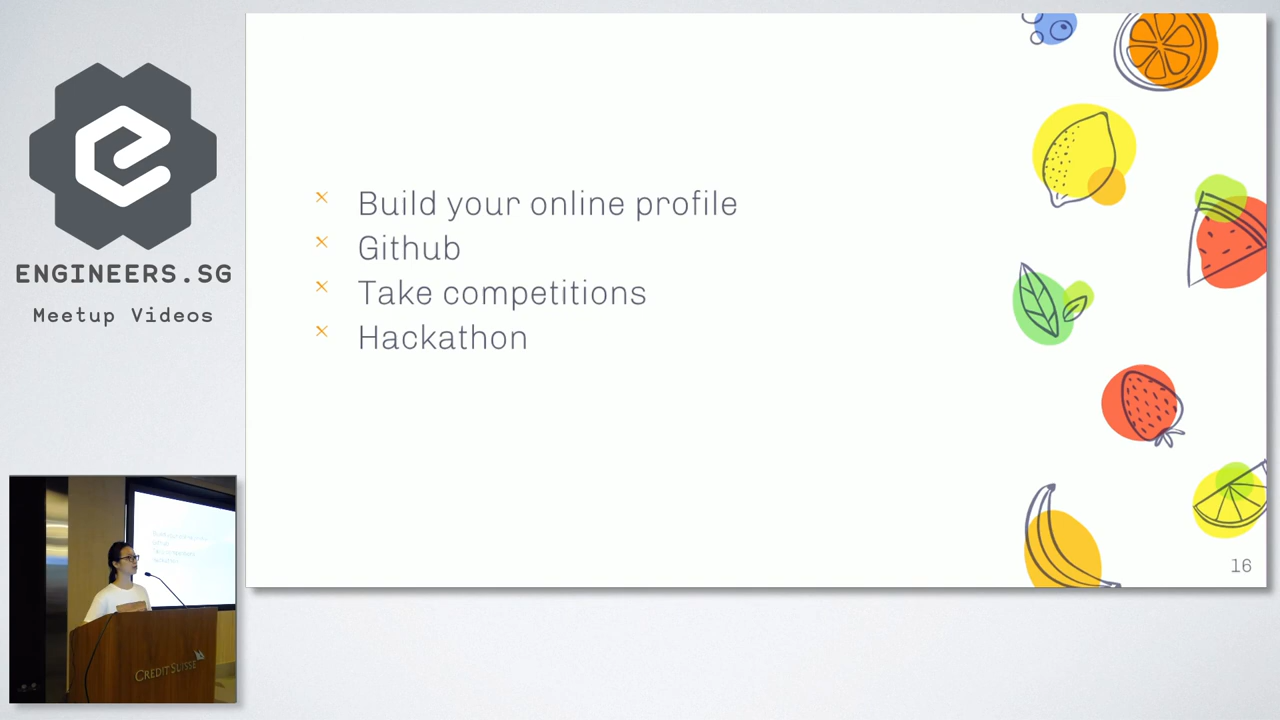 ENGINEERS.SG
Meetup Videos
× Build your online profile
× Github
× Take competitions
× Hackathon
16
CREDIT SUISSE